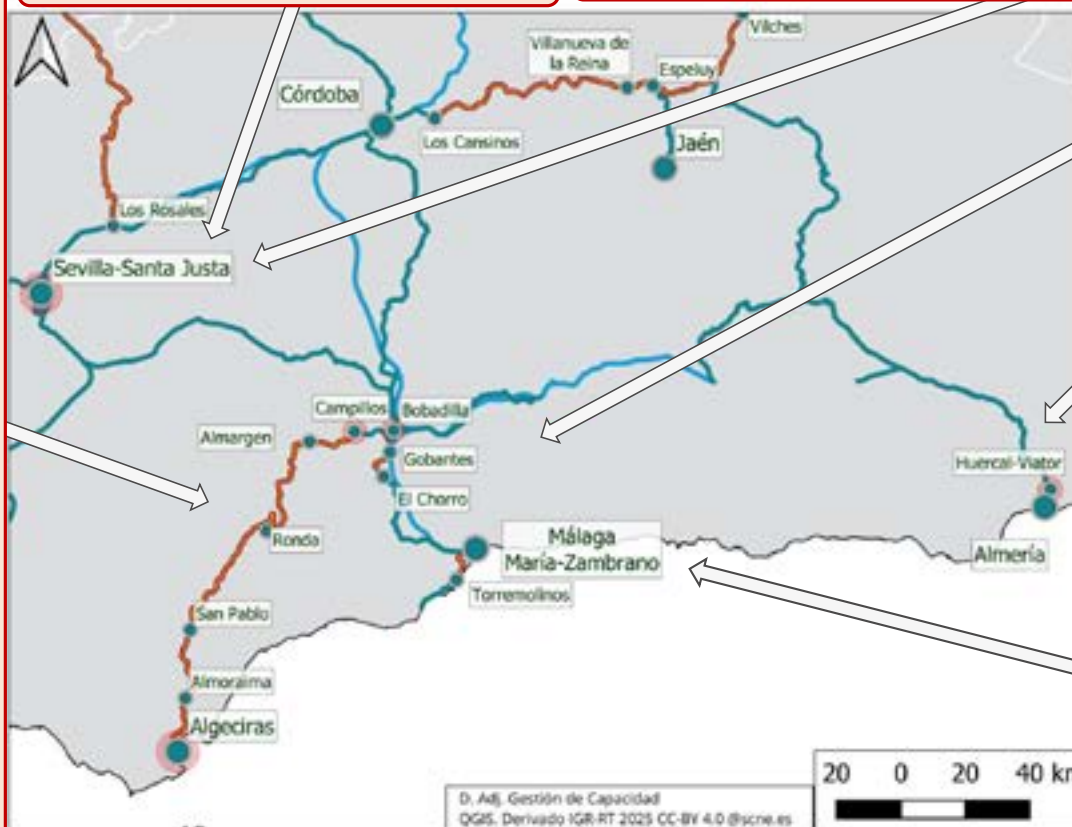 Vilches
Villanueva de
la Reina
Espeluy
Córdoba
Los Cansinos
Jaén
Los Rosales
Sevilla-Santa Justa
Campillos
Bobadilla
Almargen
Gobantes
El Chorro
Huercal-Viator
Ronda
Málaga
María-Zambrano
Almería
Torremolinos
San Pablo
Almoraima
Algeciras
20 0 20 40 km
D. Adj. Gestión de Capacidad
QGIS. Derivado IGR-RT 2025 CC-BY 4.0 @scne.es